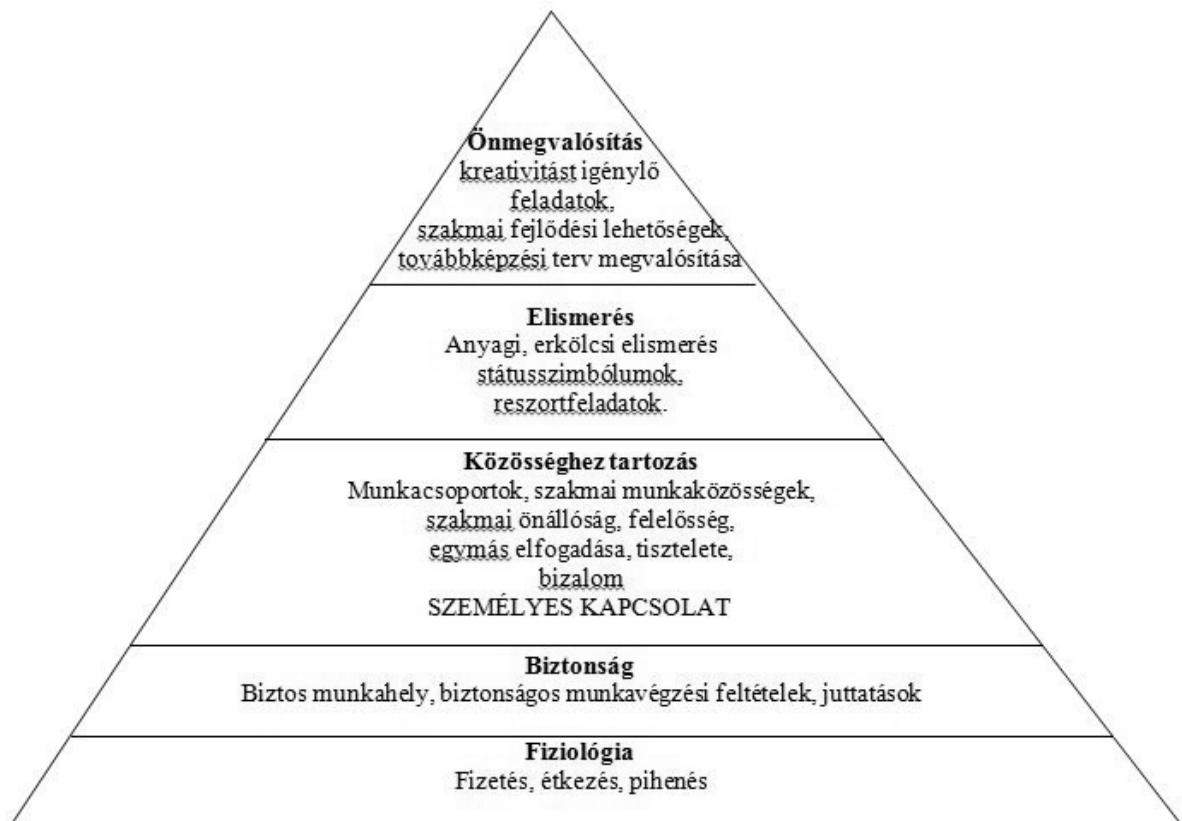 Önmegvalósítás
kreativitást igénylő
feladatok,
szakmai fejlődési lehetőségek,
továbbképzési terv megvalósítása
Elismerés
Anyagi, erkölcsi elismerés
státusszimbólumok,
reszortfeladatok.
Közösséghez tartozás
Munkacsoportok, szakmai munkaközösségek,
szakmai önállóság, felelősség,
egymás elfogadása, tisztelete,
bizalom
SZEMÉLYES KAPCSOLAT
Biztonság
Biztos munkahely, biztonságos munkavégzési feltételek, juttatások
Fiziológia
Fizetés, étkezés, pihenés